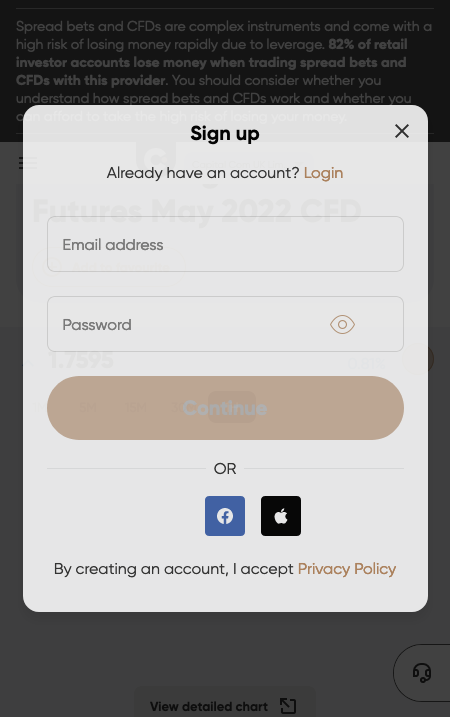 Spread bets and CFDs are complex instruments and come with a
high risk of losing money rapidly due to leverage. 82% of retail
investor accounts lose money when trading spread bets and
CFDs with this provider. You should consider whether you
understand how spread bets and CFDs work and whether you
can afford to take the high risk of losing your money.
Sign up
Already have an account? Login
Futures May 2022 CFD
Email address
Password
1.7595
Continue
OR
By creating an account, I accept Privacy Policy
View detailed chart